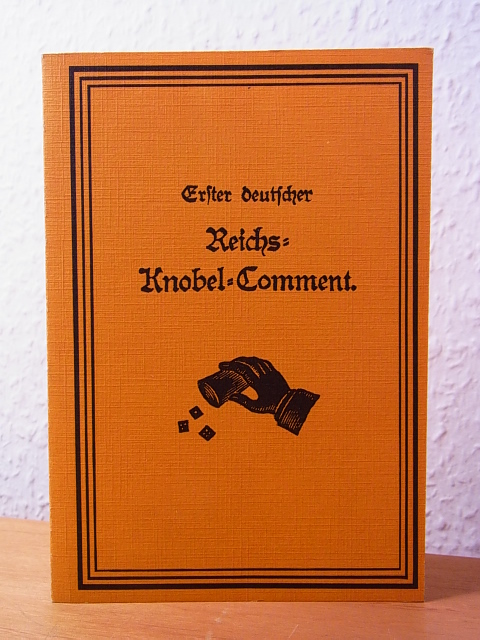 Erſter deutſcher
Reichs-
Knobel-Comment.